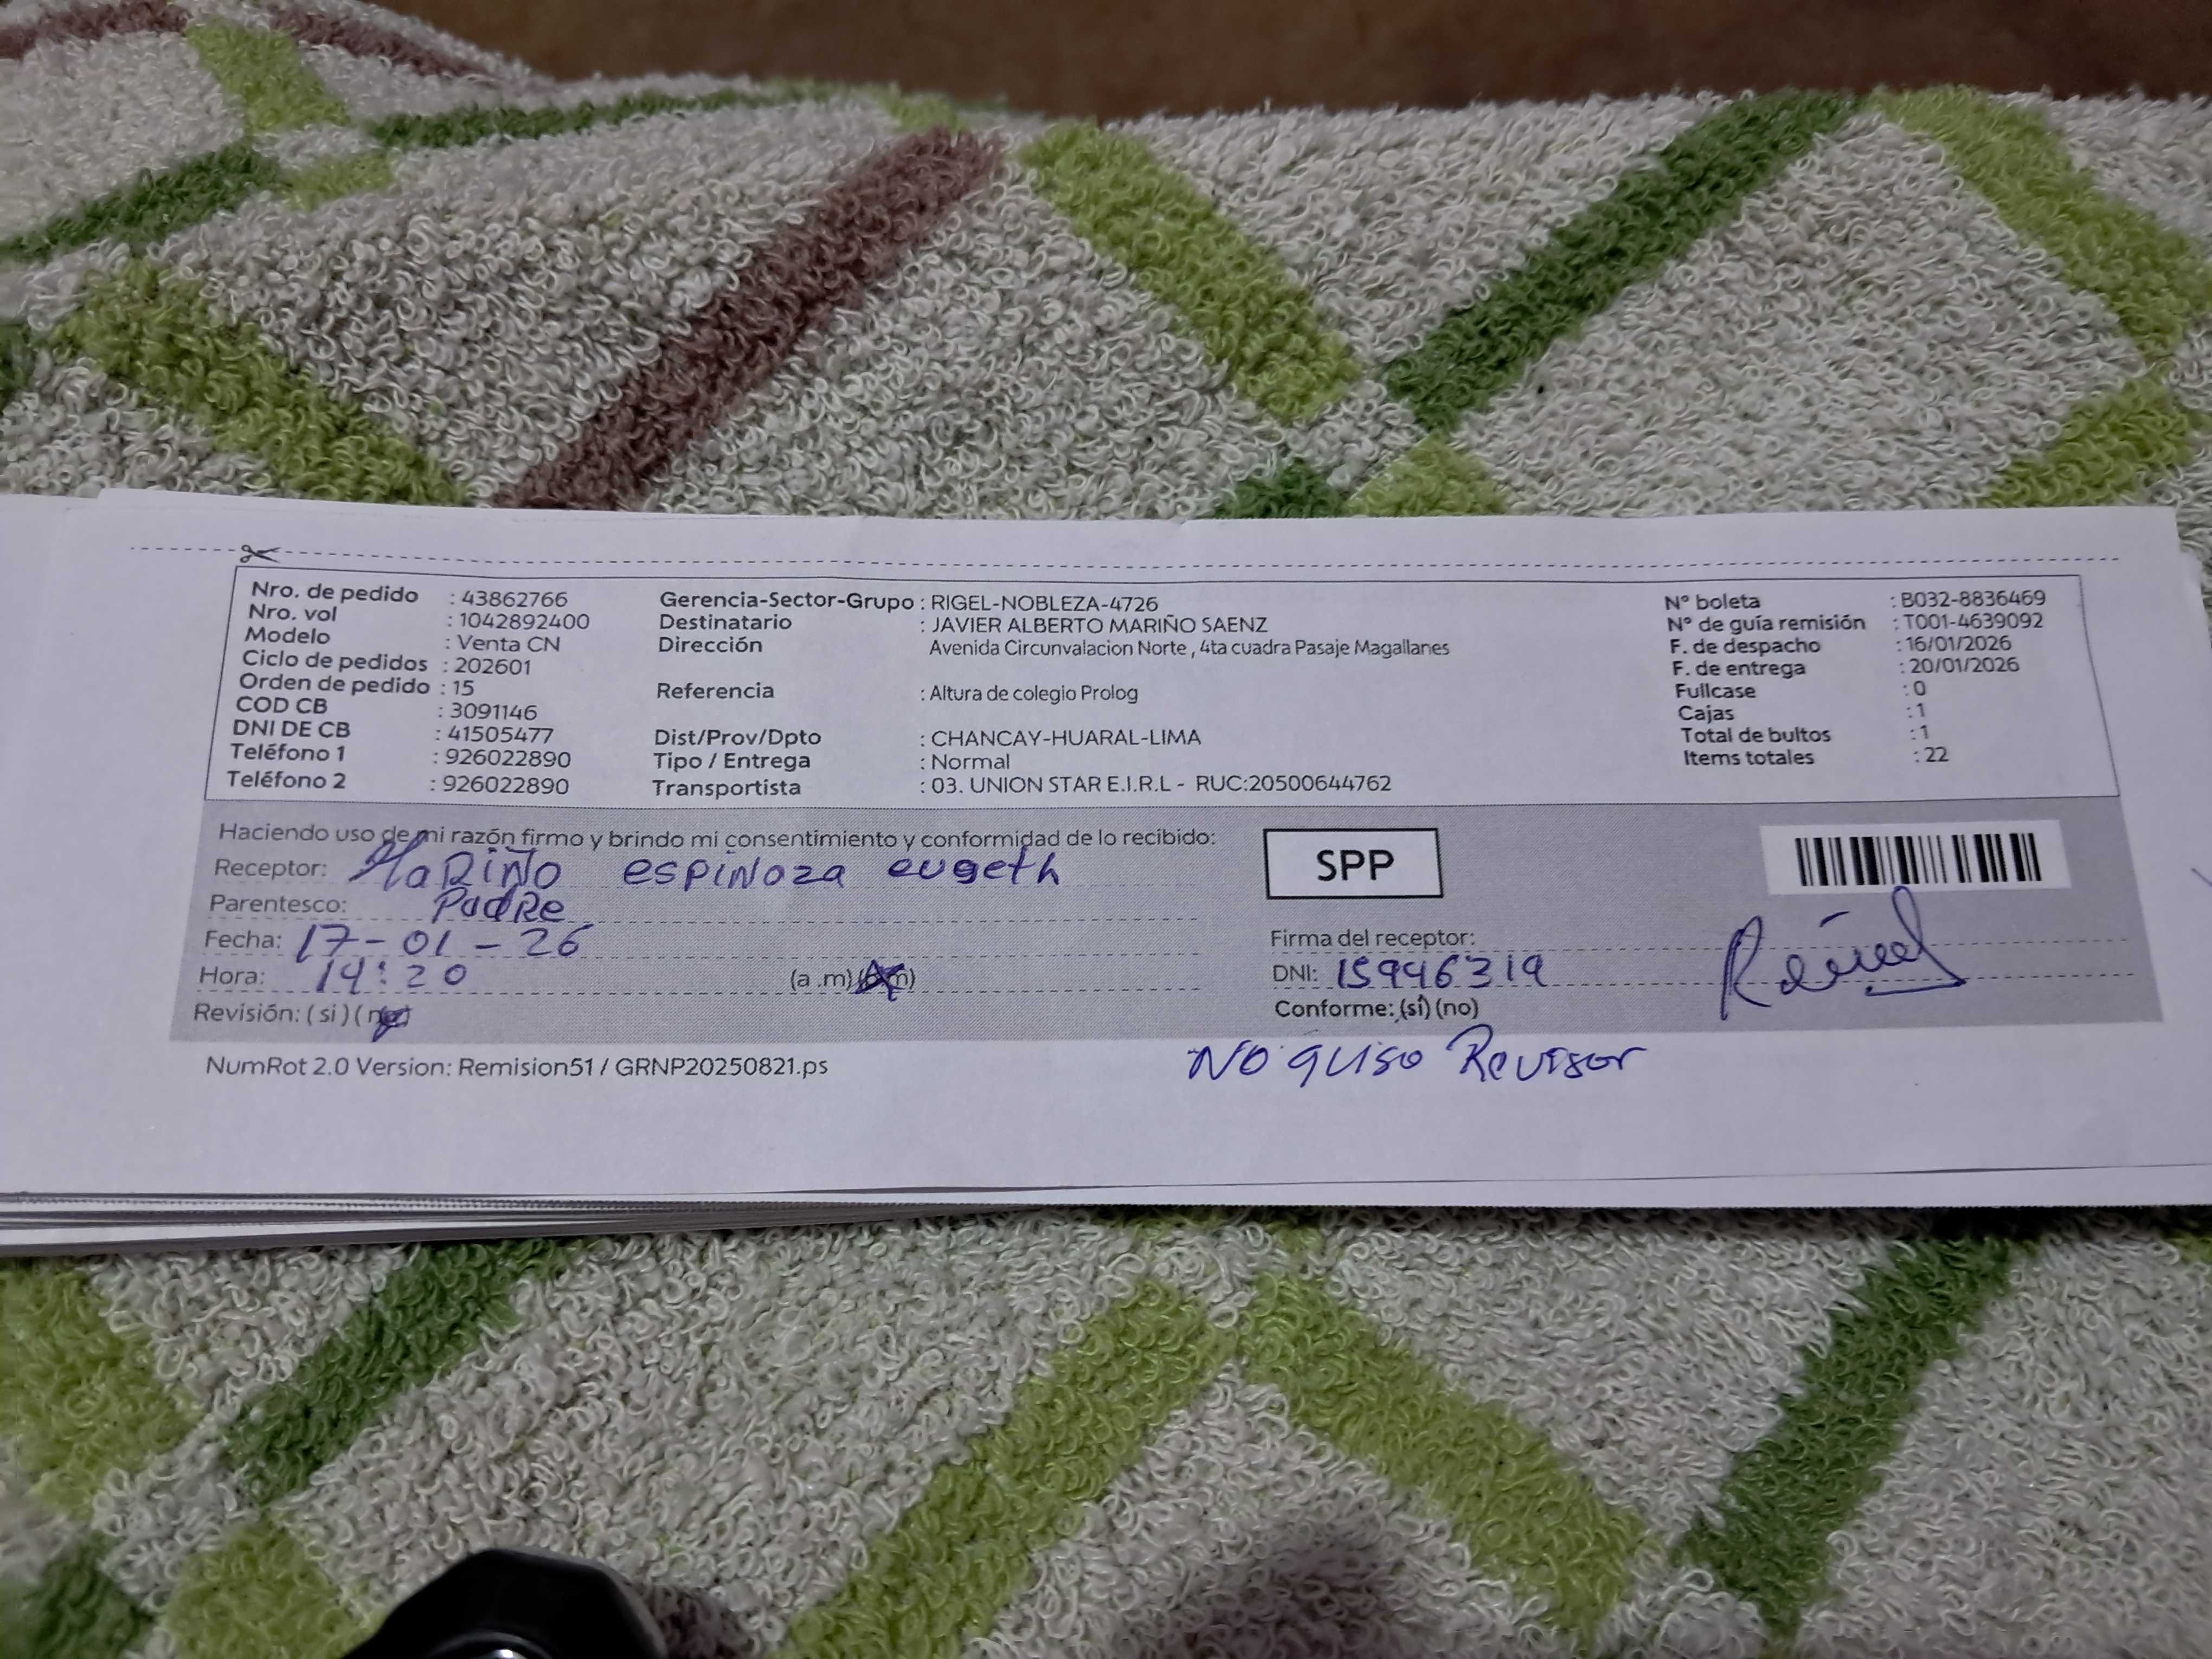 Nro. de pedido : 43862766
Nro. vol : 1042892400
Modelo : Venta CN
Ciclo de pedidos : 202601
Orden de pedido : 15
COD CB : 3091146
DNI DE CB : 41505477
Teléfono 1 : 926022890
Teléfono 2 : 926022890
Gerencia-Sector-Grupo : RIGEL-NOBLEZA-4726
Destinatario : JAVIER ALBERTO MARIÑO SAENZ
Dirección Avenida Circunvalacion Norte , 4ta cuadra Pasaje Magallanes
Referencia : Altura de colegio Prolog
Dist/Prov/Dpto : CHANCAY-HUARAL-LIMA
Tipo / Entrega : Normal
Transportista : 03. UNION STAR E.I.R.L - RUC:20500644762
N° boleta : B032-8836469
N° de guía remisión : T001-4639092
F. de despacho : 16/01/2026
F. de entrega : 20/01/2026
Fullcase : 0
Cajas : 1
Total de bultos : 1
Items totales : 22
Haciendo uso de mi razón firmo y brindo mi consentimiento y conformidad de lo recibido:
Receptor: MaRiÑo espiNoza eugeth
Parentesco: PadRe
Fecha: 17-01-26
Hora: 14:20 (a .m) (p.m)
Revisión: ( si ) ( no)
SPP
Firma del receptor:
DNI: 15946319
Conforme: (sí) (no)
No quiso Revisar
NumRot 2.0 Version: Remision51 / GRNP20250821.ps